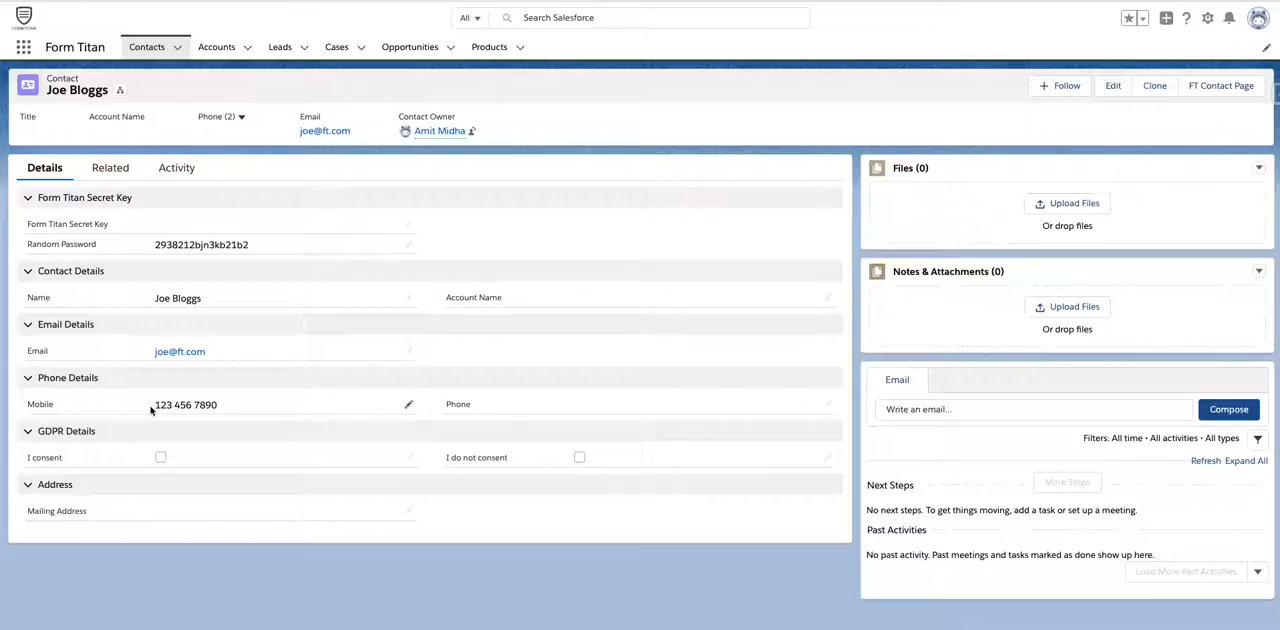 FORMTITAN
All
Search Salesforce
Form Titan
Contacts
Accounts
Leads
Cases
Opportunities
Products
Contact
Joe Bloggs
Follow
Edit
Clone
FT Contact Page
Title
Account Name
Phone (2)
Email
Contact Owner
joe@ft.com
Amit Midha
Details
Related
Activity
Form Titan Secret Key
Form Titan Secret Key
Random Password
2938212bjn3kb21b2
Contact Details
Name
Joe Bloggs
Account Name
Email Details
Email
joe@ft.com
Phone Details
Mobile
123 456 7890
Phone
GDPR Details
I consent
I do not consent
Address
Mailing Address
Files (0)
Upload Files
Or drop files
Notes & Attachments (0)
Upload Files
Or drop files
Email
Write an email...
Compose
Filters: All time • All activities • All types
Refresh
Expand All
Next Steps
More Steps
No next steps. To get things moving, add a task or set up a meeting.
Past Activities
No past activity. Past meetings and tasks marked as done show up here.
Load More Past Activities